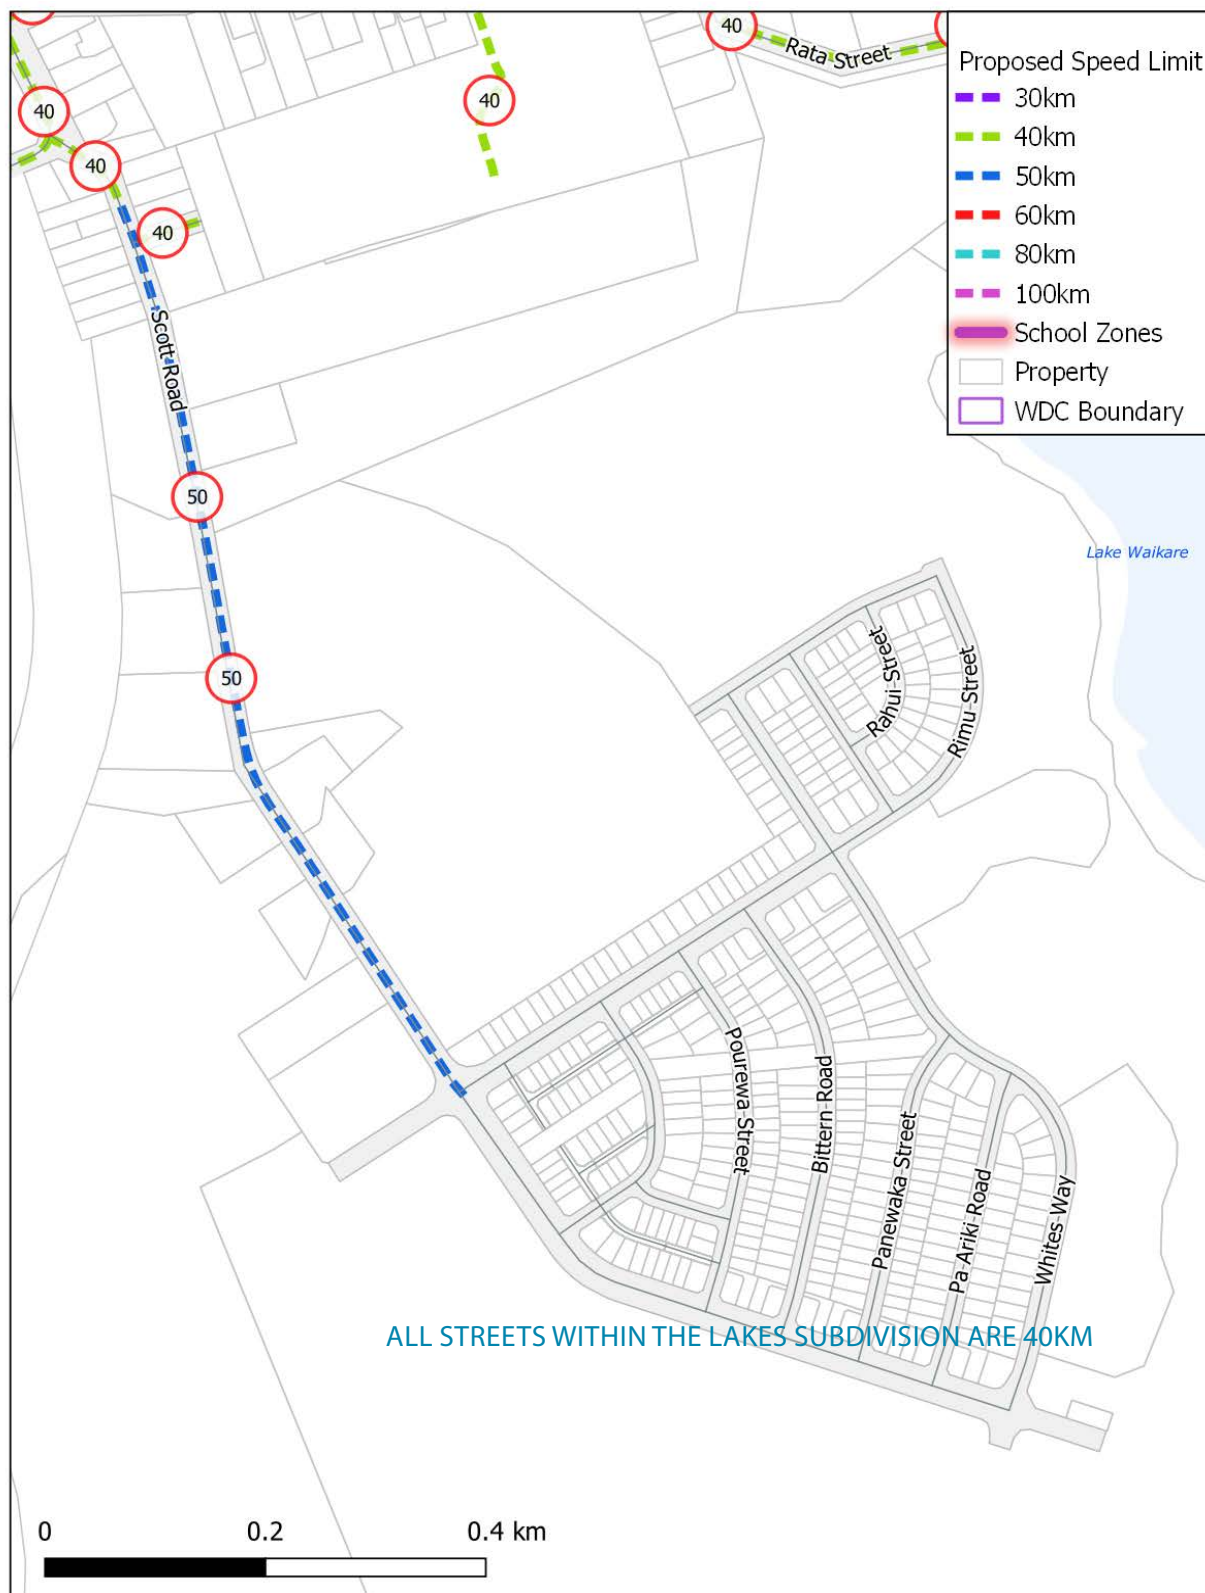 40
Rata Street
40
40
40
40
Scott Road
50
50
Proposed Speed Limit
30km
40km
50km
60km
80km
100km
School Zones
Property
WDC Boundary
Lake Waikare
Rahui Street
Rimu Street
Pourewa Street
Bittern Road
Panewaka Street
Pa Ariki Road
Whites Way
ALL STREETS WITHIN THE LAKES SUBDIVISION ARE 40KM
0 0.2 0.4 km